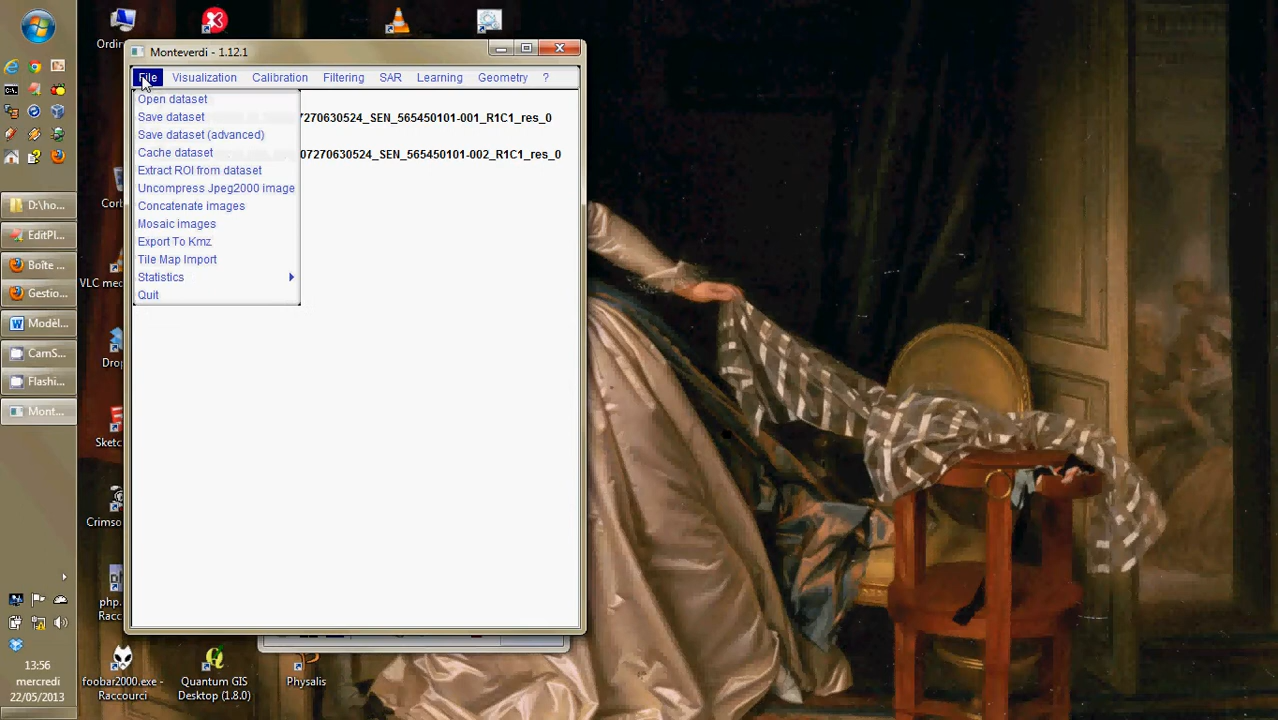 Ordin
Monteverdi - 1.12.1
File Visualization Calibration Filtering SAR Learning Geometry ?
Open dataset
Save dataset
7270630524_SEN_565450101-001_R1C1_res_0
Save dataset (advanced)
Cache dataset
07270630524_SEN_565450101-002_R1C1_res_0
Extract ROI from dataset
Uncompress Jpeg2000 image
Concatenate images
Mosaic images
Export To Kmz
Tile Map Import
Statistics
Quit
D:\ho...
EditPl...
Boîte ...
Gestio...
Modèl...
CamS...
Flashi...
Mont...
Corb
VLC med
Drop
Sketc
Crimso
php.
Racc
13:56
mercredi
22/05/2013
foobar2000.exe -
Raccourci
Quantum GIS
Desktop (1.8.0)
Physalis